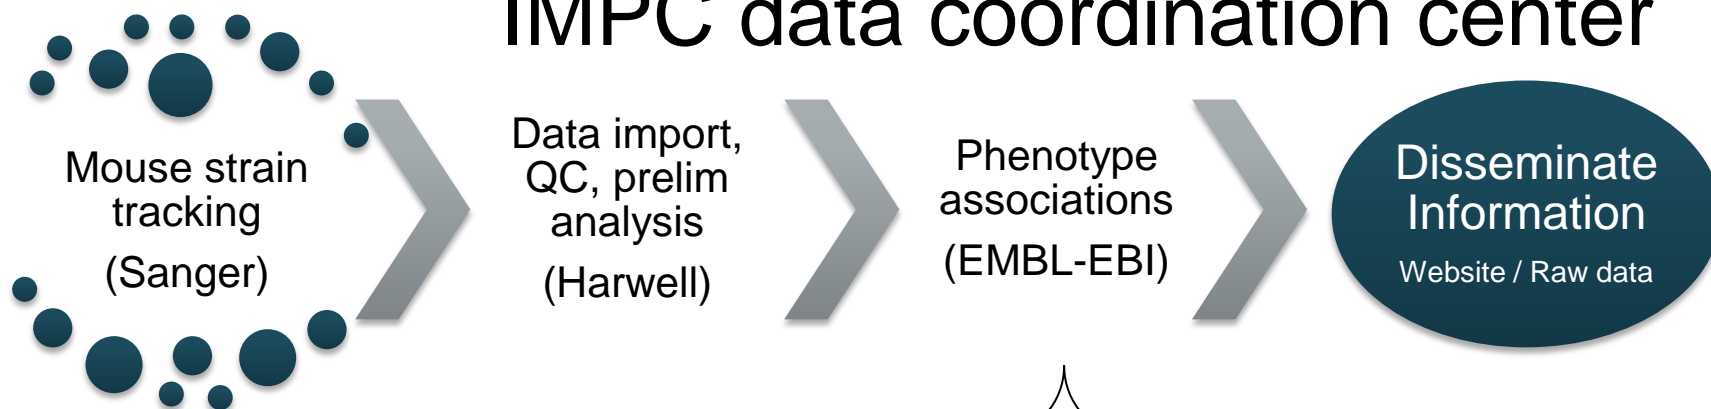 IMPC data coordination center
Mouse strain
tracking
(Sanger)
Data import,
QC, prelim
analysis
(Harwell)
Phenotype
associations
(EMBL-EBI)
Disseminate
Information
Website / Raw data